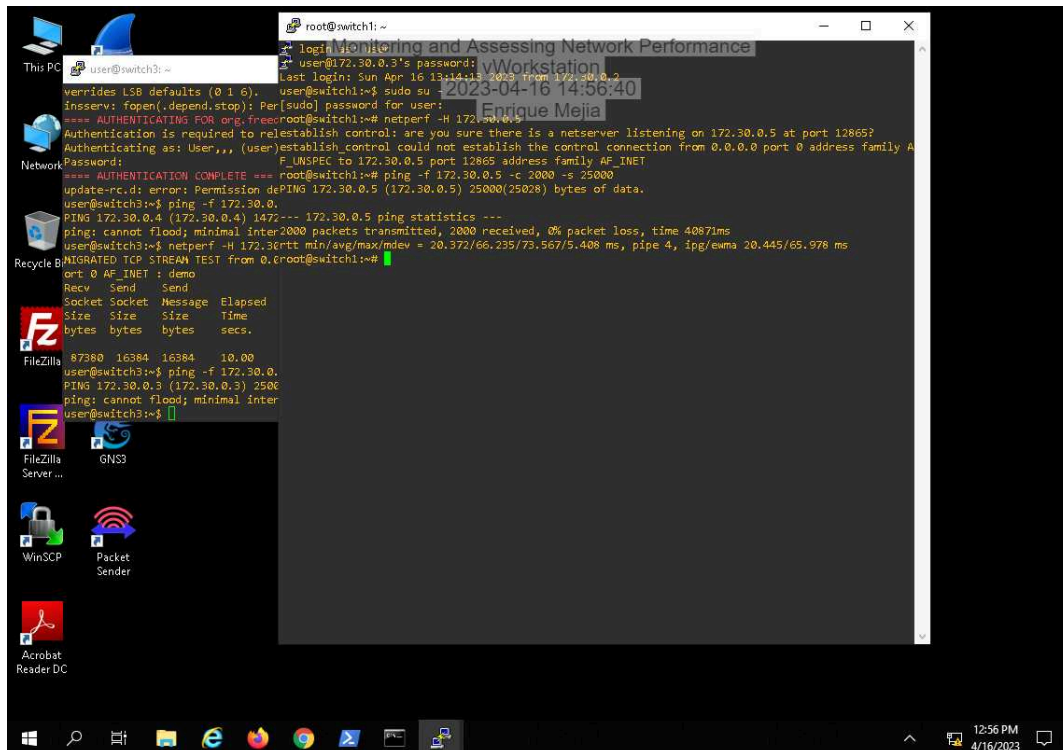 This PC
Network
Recycle Bi
FileZilla
FileZilla
Server ...
GNS3
WinSCP
Packet
Sender
Acrobat
Reader DC
user@switch3: ~
verrides LSB defaults (0 1 6).
insserv: fopen(.depend.stop): Per
==== AUTHENTICATING FOR org.freed
Authentication is required to rel
Authenticating as: User,,, (user)
Password:
==== AUTHENTICATION COMPLETE ===
update-rc.d: error: Permission de
user@switch3:~$ ping -f 172.30.0.
PING 172.30.0.4 (172.30.0.4) 1472
ping: cannot flood; minimal inter
user@switch3:~$ netperf -H 172.30
MIGRATED TCP STREAM TEST from 0.0
ort 0 AF_INET : demo
Recv Send Send
Socket Socket Message Elapsed
Size Size Size Time
bytes bytes bytes secs.
87380 16384 16384 10.00
user@switch3:~$ ping -f 172.30.0.
PING 172.30.0.3 (172.30.0.3) 2500
ping: cannot flood; minimal inter
user@switch3:~$
root@switch1: ~
Monitoring and Assessing Network Performance
vWorkstation
2023-04-16 14:56:40
Enrique Mejia
login as: user
user@172.30.0.3's password:
Last login: Sun Apr 16 13:14:13 2023 from 172.30.0.2
user@switch1:~$ sudo su -
[sudo] password for user:
root@switch1:~# netperf -H 172.30.0.5
establish control: are you sure there is a netserver listening on 172.30.0.5 at port 12865?
establish_control could not establish the control connection from 0.0.0.0 port 0 address family A
F_UNSPEC to 172.30.0.5 port 12865 address family AF_INET
root@switch1:~# ping -f 172.30.0.5 -c 2000 -s 25000
PING 172.30.0.5 (172.30.0.5) 25000(25028) bytes of data.
--- 172.30.0.5 ping statistics ---
2000 packets transmitted, 2000 received, 0% packet loss, time 40871ms
rtt min/avg/max/mdev = 20.372/66.235/73.567/5.408 ms, pipe 4, ipg/ewma 20.445/65.978 ms
root@switch1:~#
12:56 PM
4/16/2023